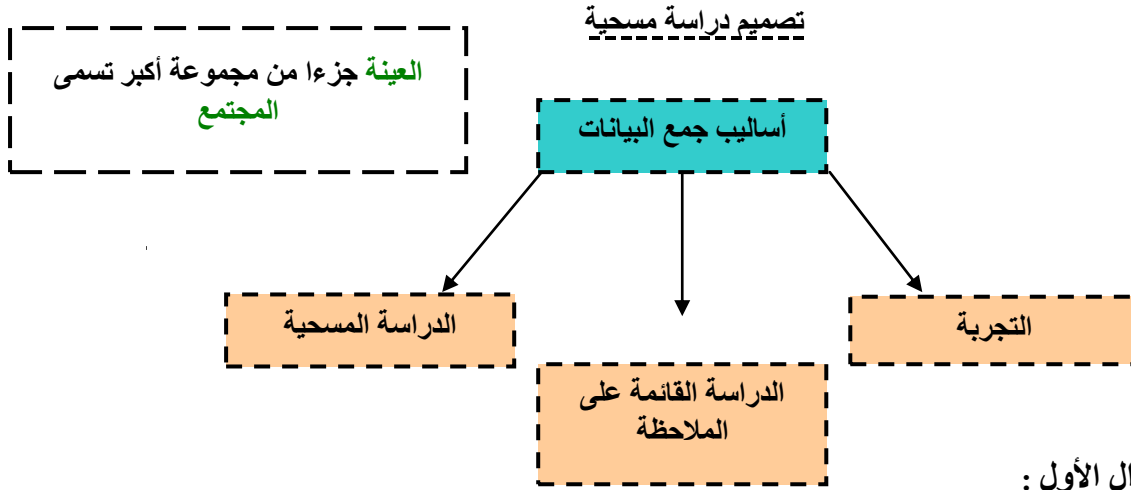 تصميم دراسة مسحية
العينة جزءا من مجموعة أكبر تسمى
المجتمع
أساليب جمع البيانات
التجربة
الدراسة القائمة على
الملاحظة
الدراسة المسحية
ال الأول :